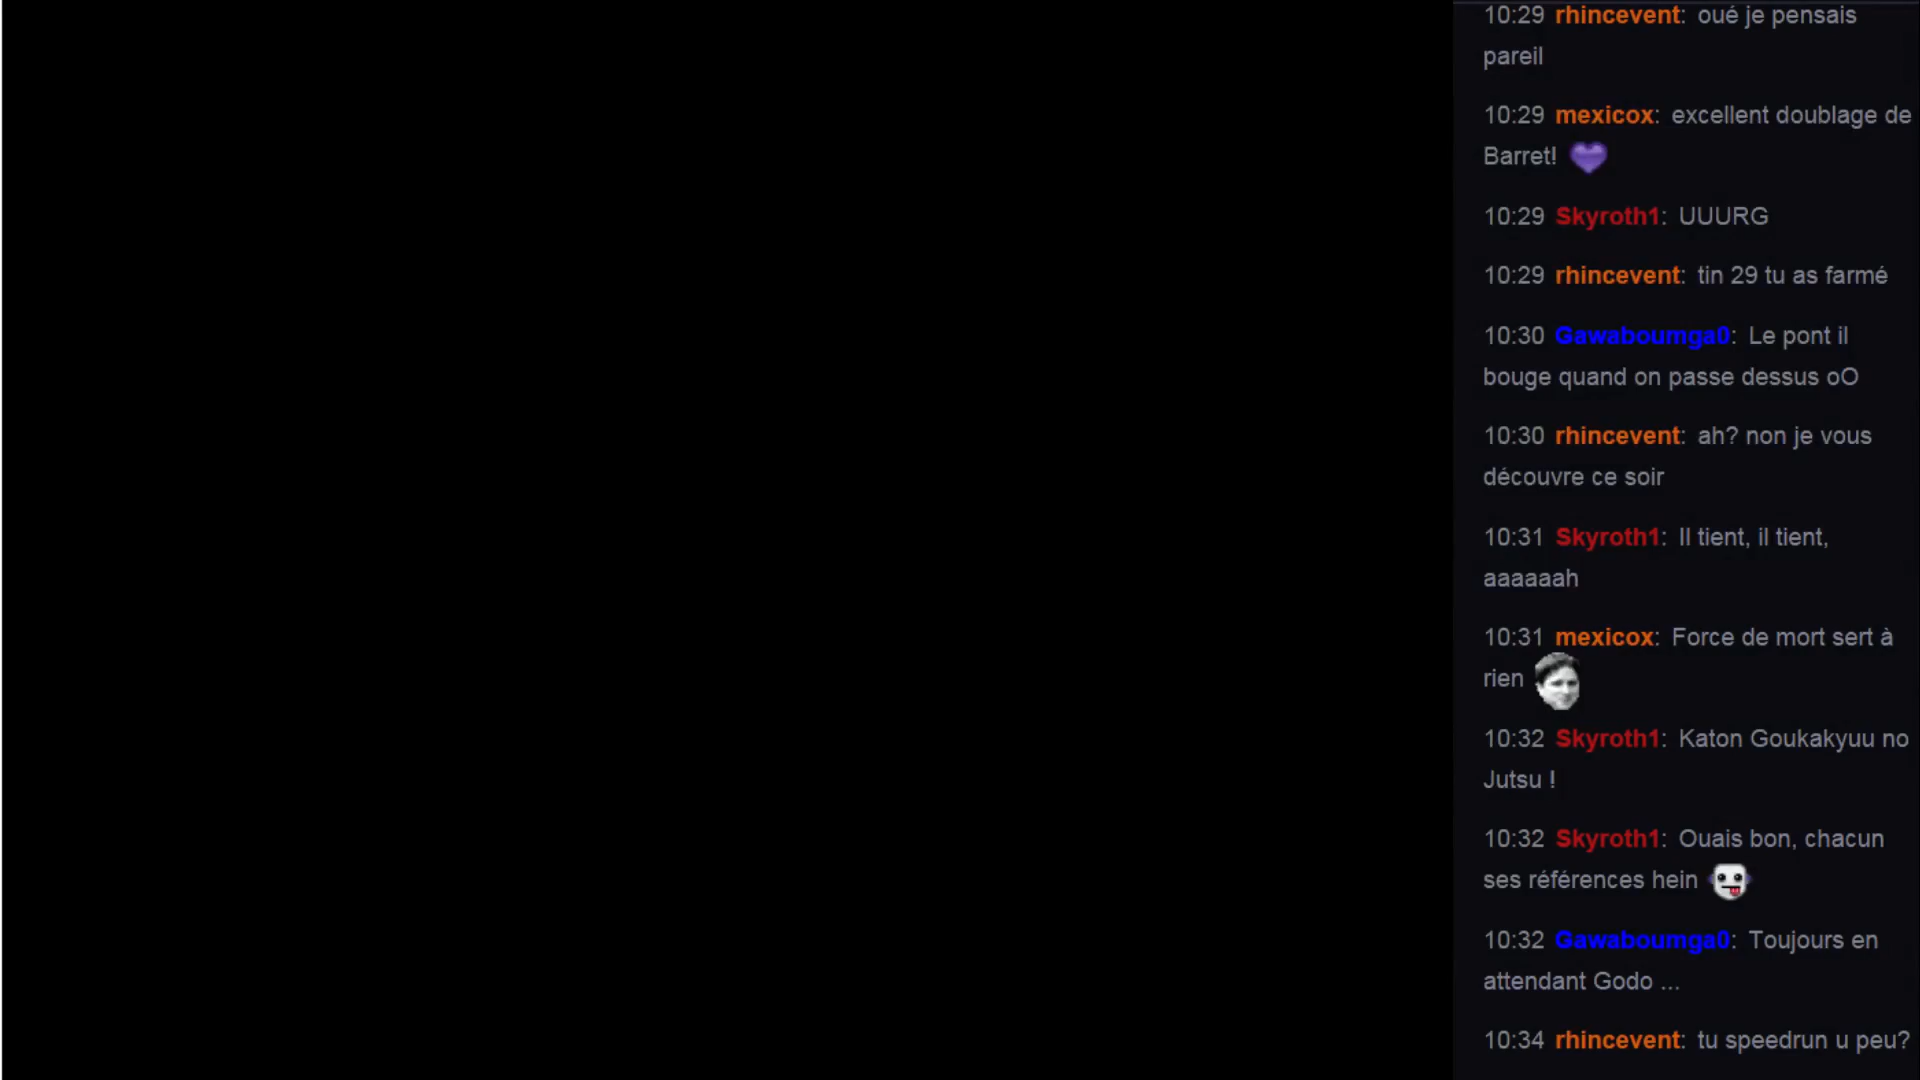 10:29 rhincevent: oué je pensais
pareil
10:29 mexicox: excellent doublage de
Barret!
10:29 Skyroth1: UUURG
10:29 rhincevent: tin 29 tu as farmé
10:30 Gawaboumga0: Le pont il
bouge quand on passe dessus oO
10:30 rhincevent: ah? non je vous
découvre ce soir
10:31 Skyroth1: Il tient, il tient,
aaaaaah
10:31 mexicox: Force de mort sert à
rien
10:32 Skyroth1: Katon Goukakyuu no
Jutsu !
10:32 Skyroth1: Ouais bon, chacun
ses références hein
10:32 Gawaboumga0: Toujours en
attendant Godo ...
10:34 rhincevent: tu speedrun u peu?